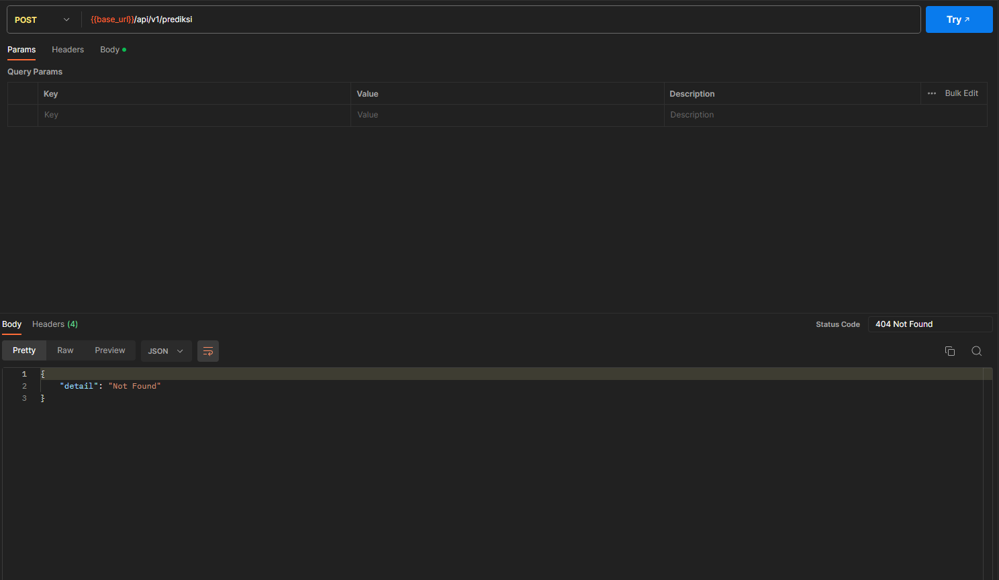 POST {{base_url}}/api/v1/prediksi Try
Params Headers Body
Query Params
Key Value Description ••• Bulk Edit
Key Value Description
Body Headers (4) Status Code 404 Not Found
Pretty Raw Preview JSON
1 {
2 "detail": "Not Found"
3 }